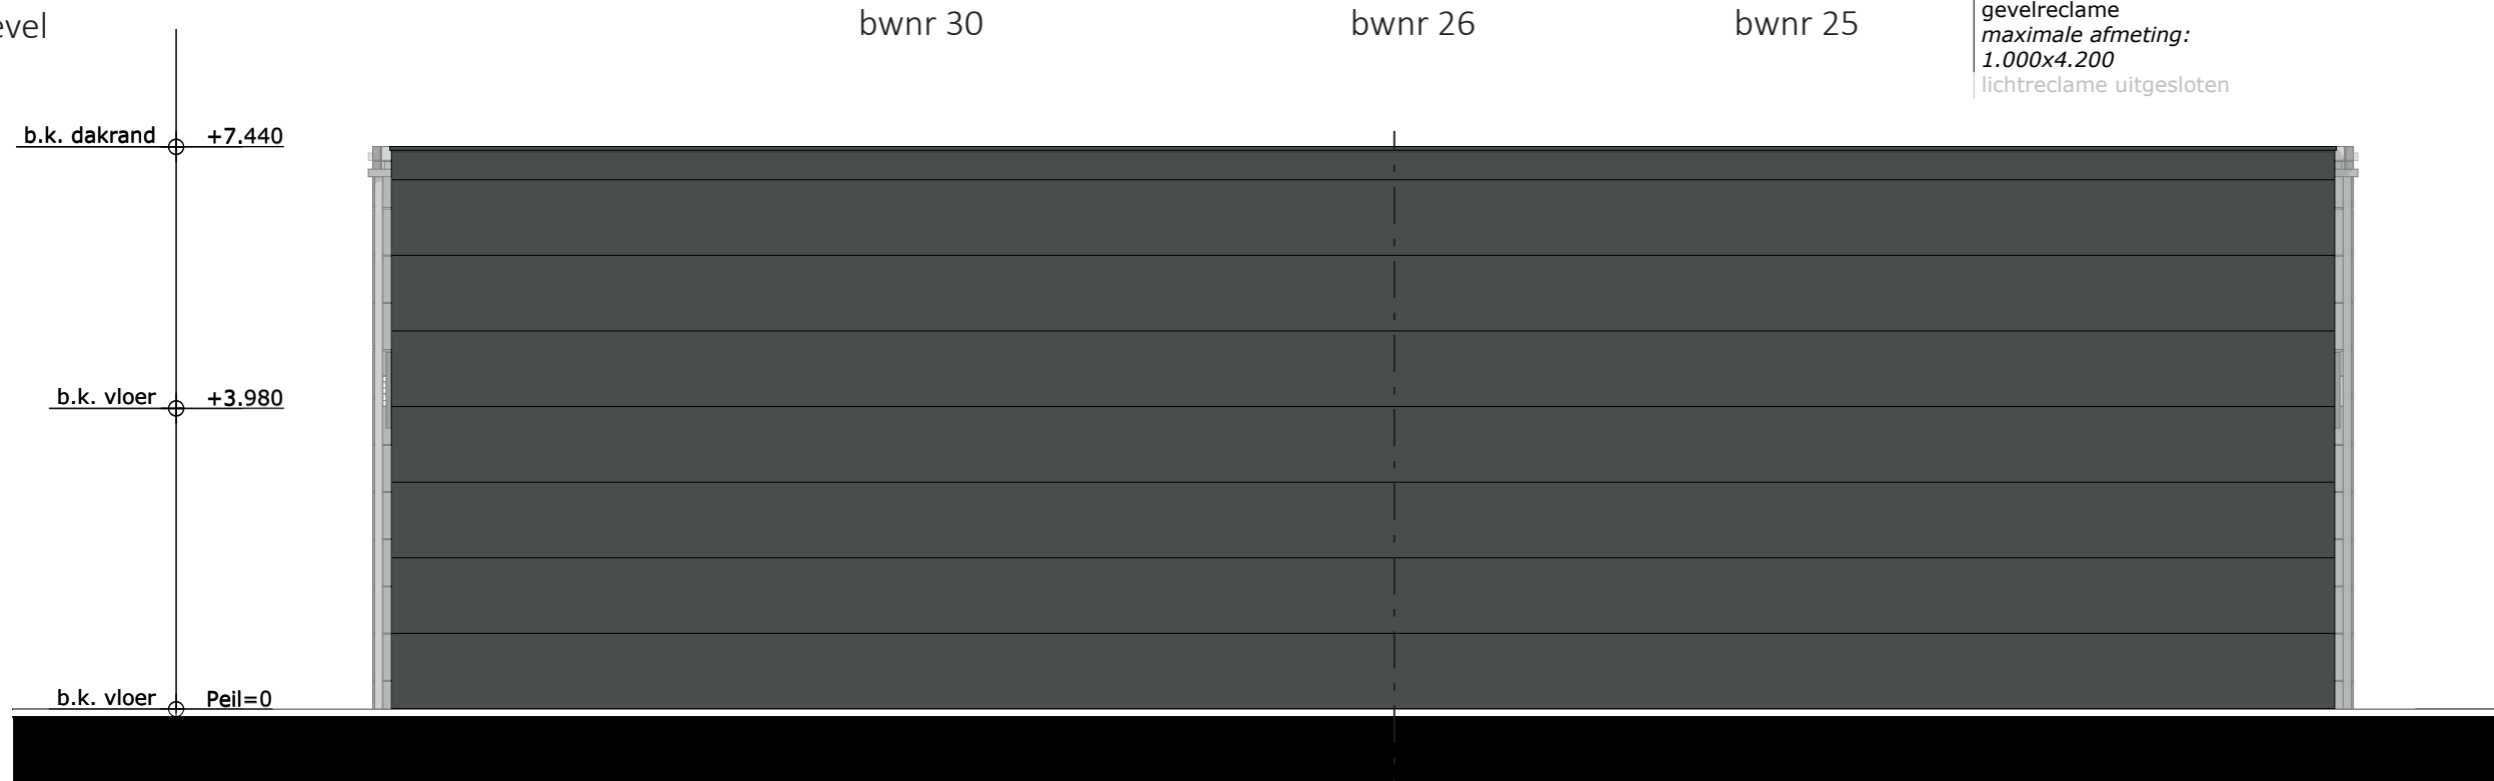 evel
bwnr 30
bwnr 26
bwnr 25
gevelreclame
maximale afmeting:
1.000x4.200
lichtreclame uitgesloten
b.k. dakrand +7.440
b.k. vloer +3.980
b.k. vloer Peil=0